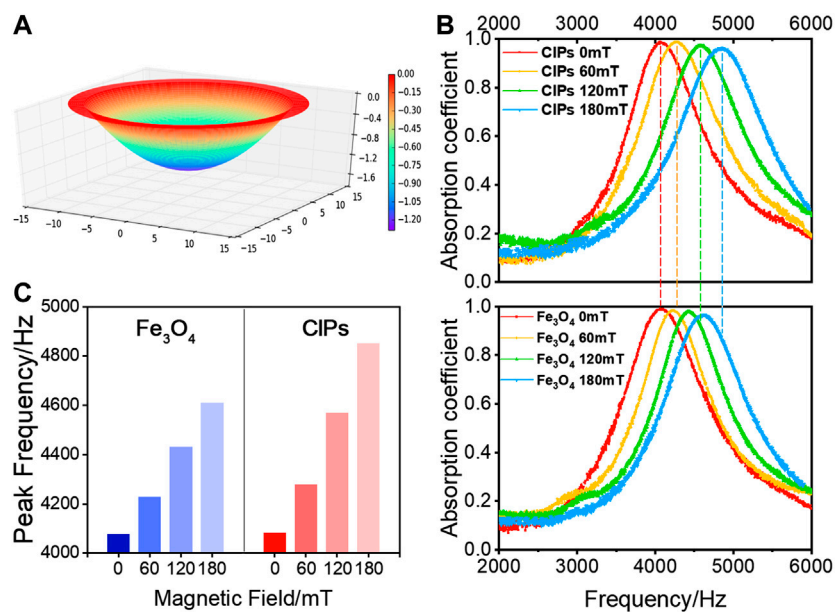 A
0.00
−0.15
−0.30
−0.45
−0.60
−0.75
−0.90
−1.05
−1.20
0.0
−0.4
−0.8
−1.2
−1.6
−15
−10
−5
0
5
10
15
−15
−10
−5
0
5
10
15
B
2000 3000 4000 5000 6000
CIPs 0mT
CIPs 60mT
CIPs 120mT
CIPs 180mT
Absorption coefficient
1.0
0.8
0.6
0.4
0.2
0.0
Fe₃O₄ 0mT
Fe₃O₄ 60mT
Fe₃O₄ 120mT
Fe₃O₄ 180mT
Absorption coefficient
1.0
0.8
0.6
0.4
0.2
0.0
2000 3000 4000 5000 6000
Frequency/Hz
C
Fe₃O₄ CIPs
Peak Frequency/Hz
5000
4800
4600
4400
4200
4000
0 60 120 180 0 60 120 180
Magnetic Field/mT